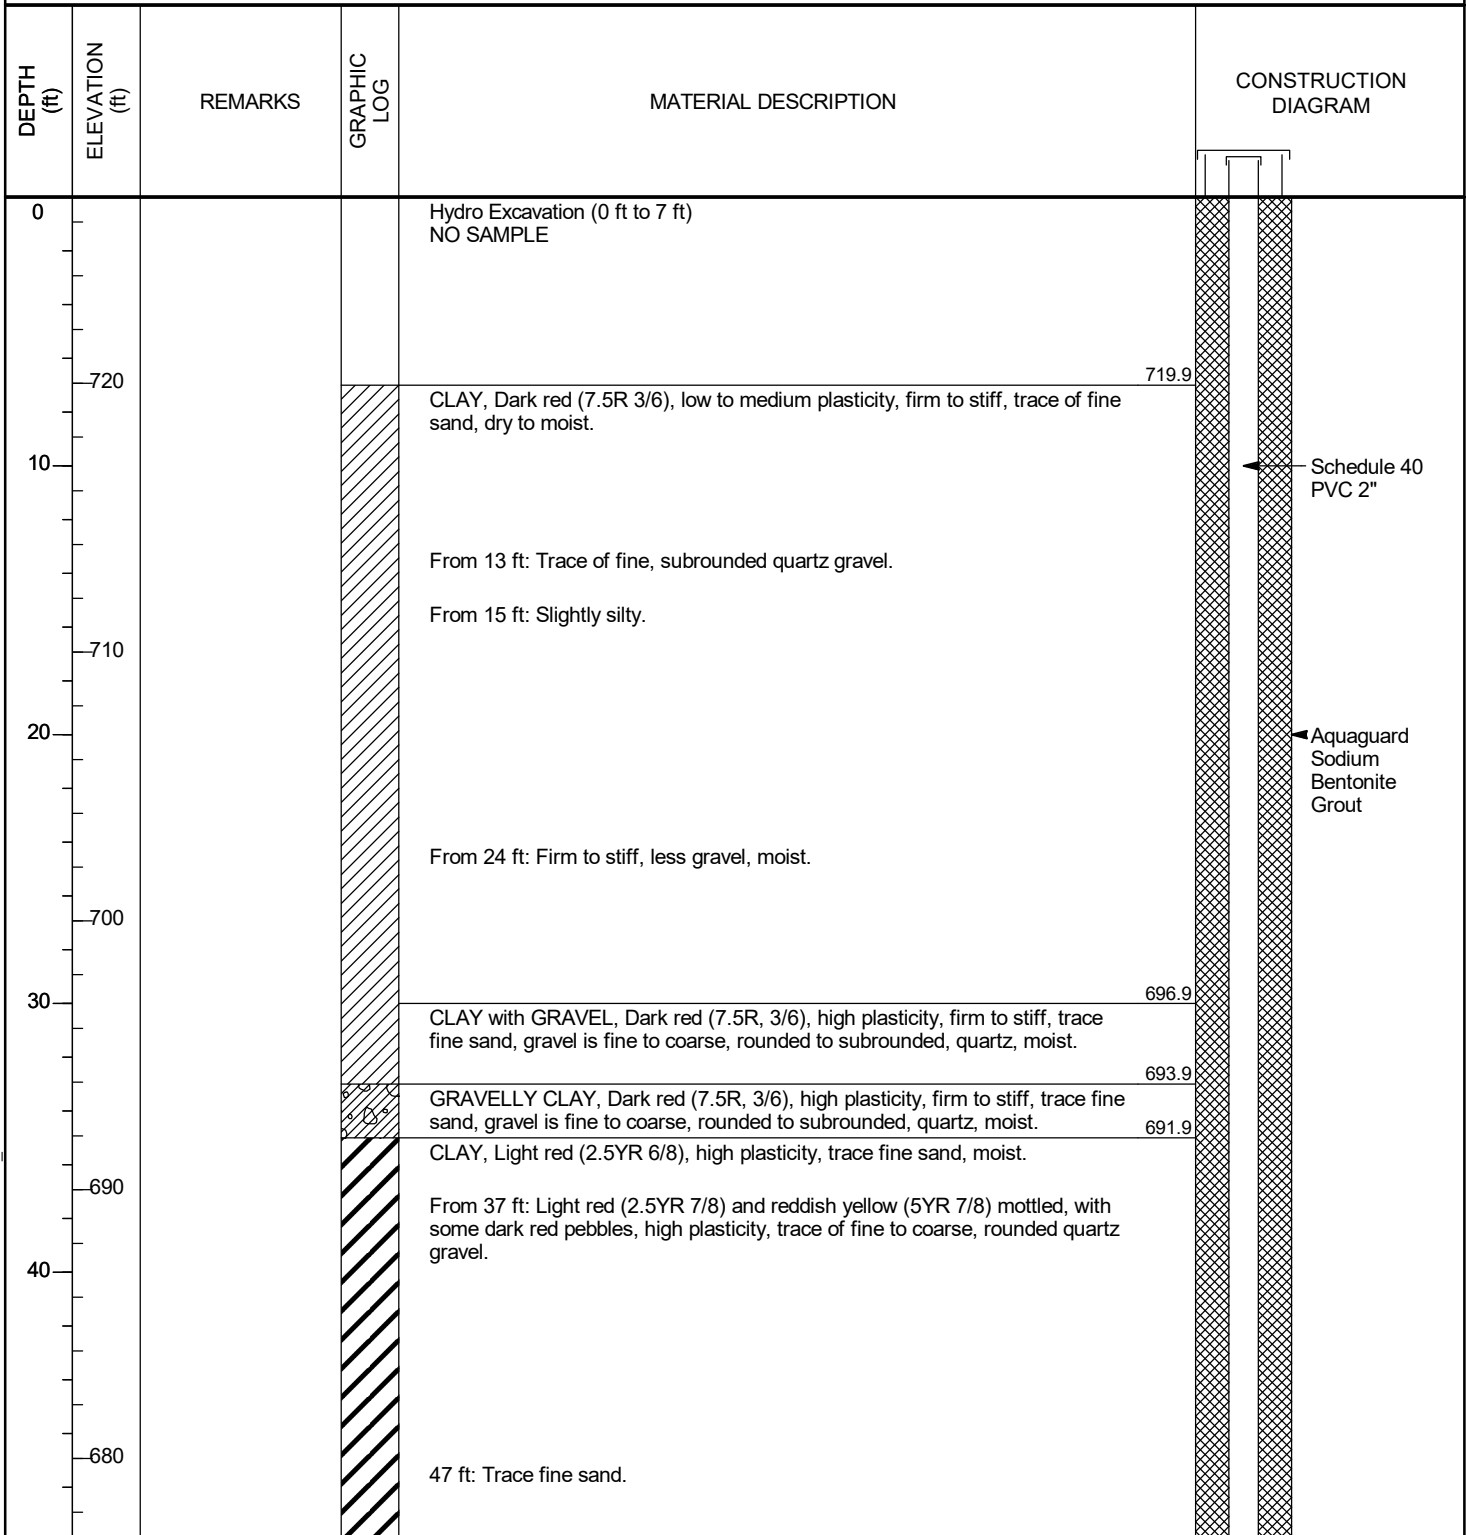 DEPTH
(ft)
ELEVATION
(ft)
REMARKS
GRAPHIC
LOG
MATERIAL DESCRIPTION
CONSTRUCTION
DIAGRAM
0
Hydro Excavation (0 ft to 7 ft)
NO SAMPLE
719.9
720
CLAY, Dark red (7.5R 3/6), low to medium plasticity, firm to stiff, trace of fine
sand, dry to moist.
10
Schedule 40
PVC 2"
From 13 ft: Trace of fine, subrounded quartz gravel.
From 15 ft: Slightly silty.
710
20
Aquaguard
Sodium
Bentonite
Grout
From 24 ft: Firm to stiff, less gravel, moist.
700
696.9
30
CLAY with GRAVEL, Dark red (7.5R, 3/6), high plasticity, firm to stiff, trace
fine sand, gravel is fine to coarse, rounded to subrounded, quartz, moist.
693.9
GRAVELLY CLAY, Dark red (7.5R, 3/6), high plasticity, firm to stiff, trace fine
sand, gravel is fine to coarse, rounded to subrounded, quartz, moist.
691.9
CLAY, Light red (2.5YR 6/8), high plasticity, trace fine sand, moist.
690
From 37 ft: Light red (2.5YR 7/8) and reddish yellow (5YR 7/8) mottled, with
some dark red pebbles, high plasticity, trace of fine to coarse, rounded quartz
gravel.
40
680
47 ft: Trace fine sand.